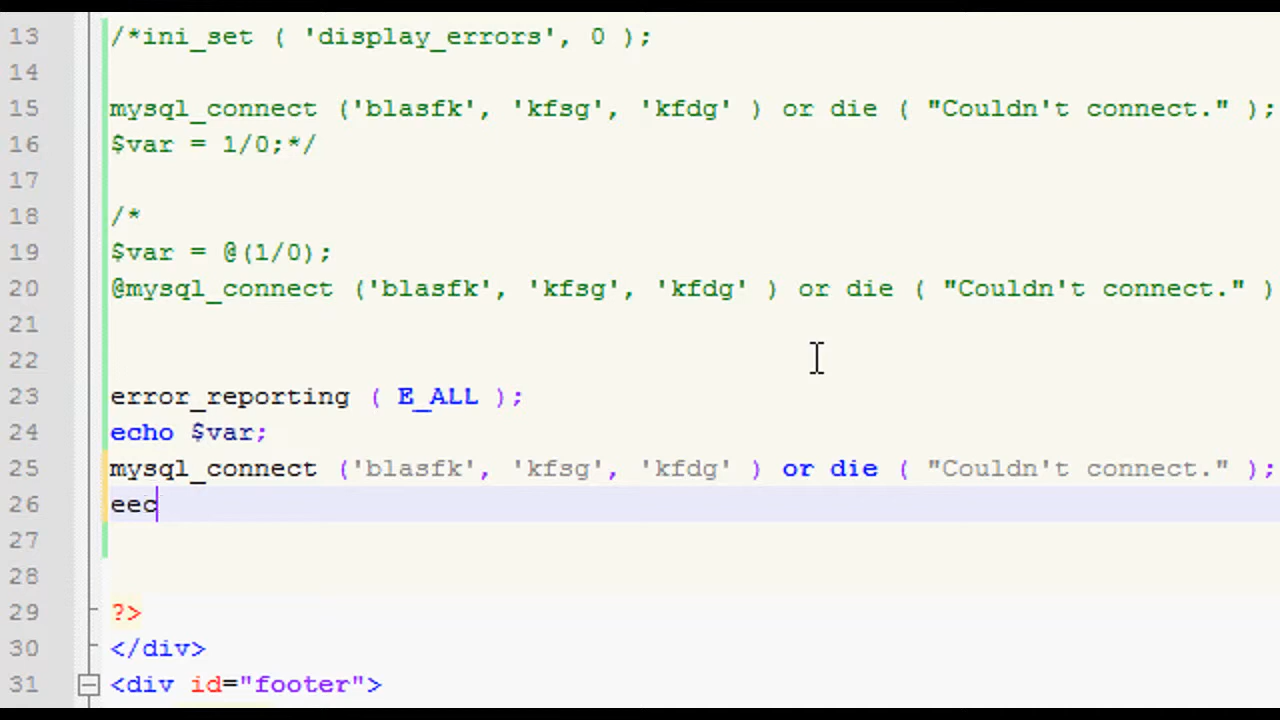 13 /*ini_set ( 'display_errors', 0 );
14
15 mysql_connect ('blasfk', 'kfsg', 'kfdg' ) or die ( "Couldn't connect." );
16 $var = 1/0;*/
17
18 /*
19 $var = @(1/0);
20 @mysql_connect ('blasfk', 'kfsg', 'kfdg' ) or die ( "Couldn't connect." )
21
22
23 error_reporting ( E_ALL );
24 echo $var;
25 mysql_connect ('blasfk', 'kfsg', 'kfdg' ) or die ( "Couldn't connect." );
26 eec
27
28
29 ?>
30 </div>
31 <div id="footer">